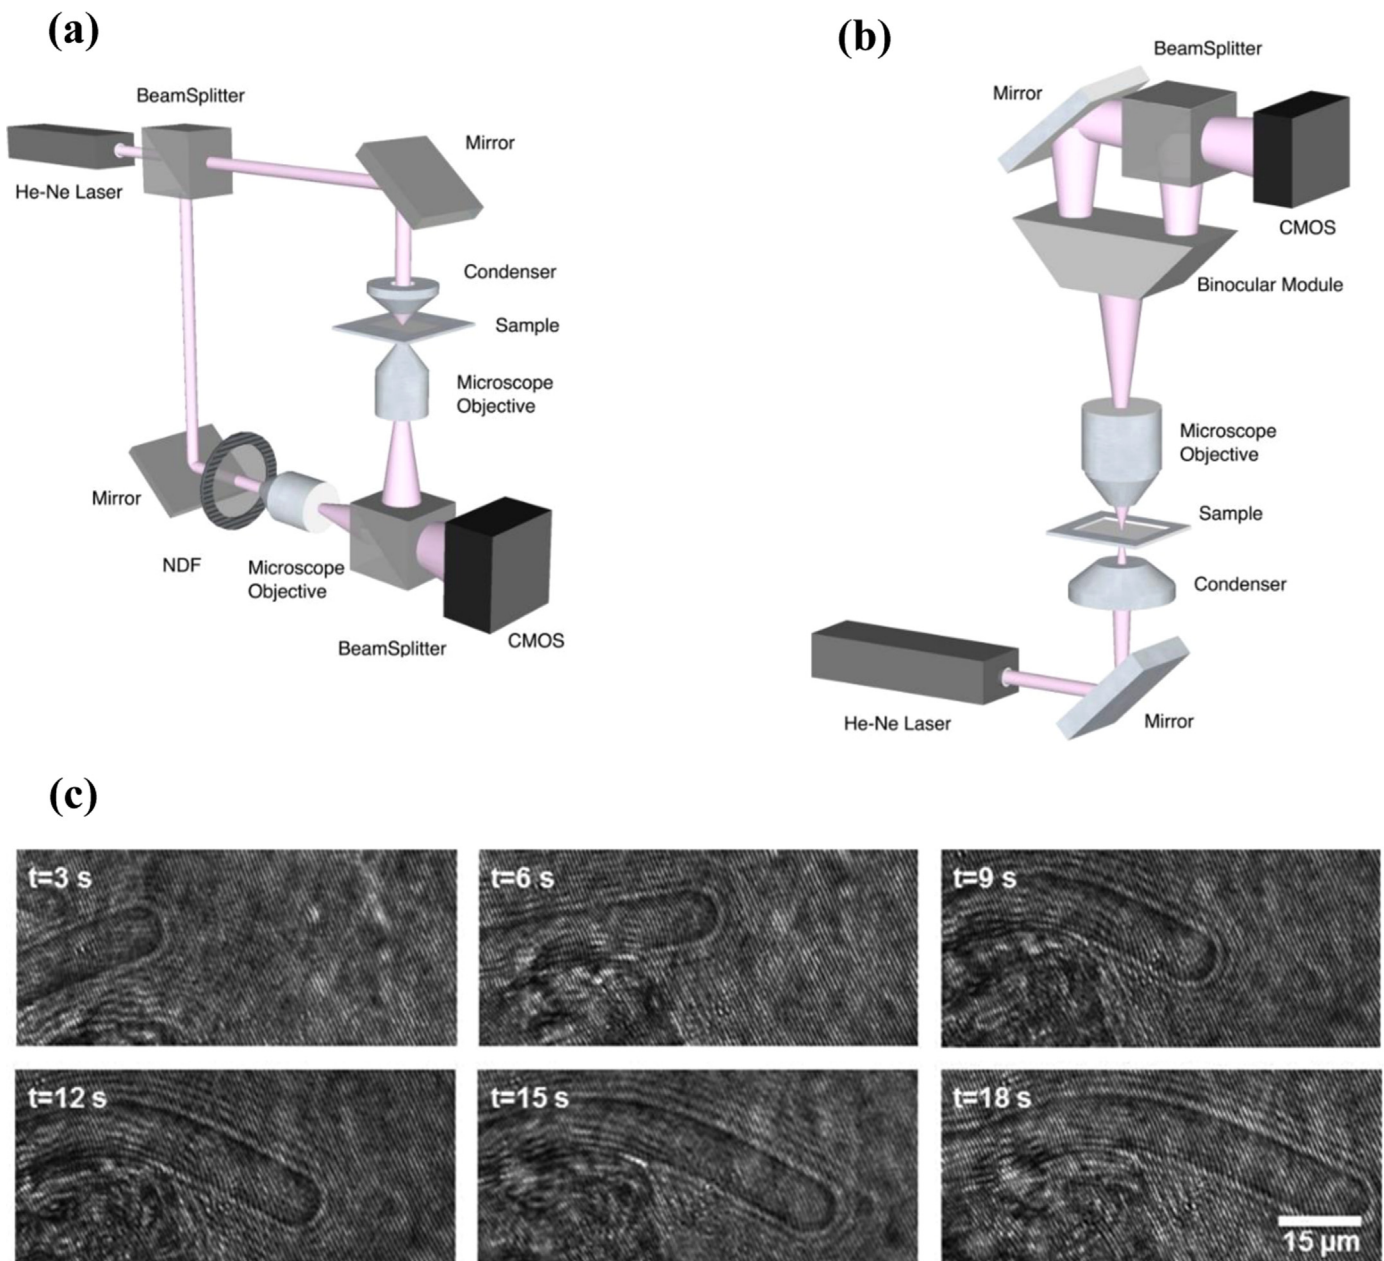 (a)
BeamSplitter
Mirror
He-Ne Laser
Condenser
Sample
Microscope
Objective
Mirror
NDF
Microscope
Objective
BeamSplitter
CMOS
(b)
BeamSplitter
Mirror
CMOS
Binocular Module
Microscope
Objective
Sample
Condenser
He-Ne Laser
Mirror
(c)
t=3 s
t=6 s
t=9 s
t=12 s
t=15 s
t=18 s
15 µm